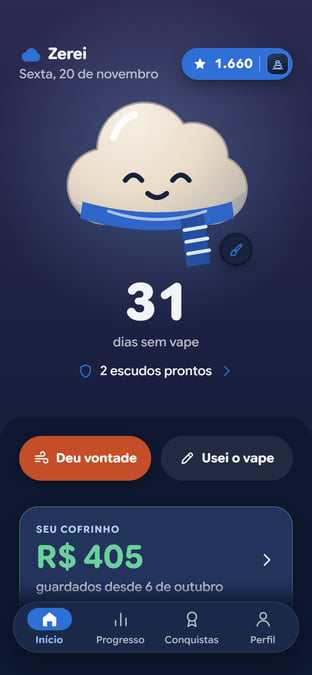 Zerei
Sexta, 20 de novembro
1.660
31
dias sem vape
2 escudos prontos
Deu vontade
Usei o vape
SEU COFRINHO
R$ 405
guardados desde 6 de outubro
Início
Progresso
Conquistas
Perfil